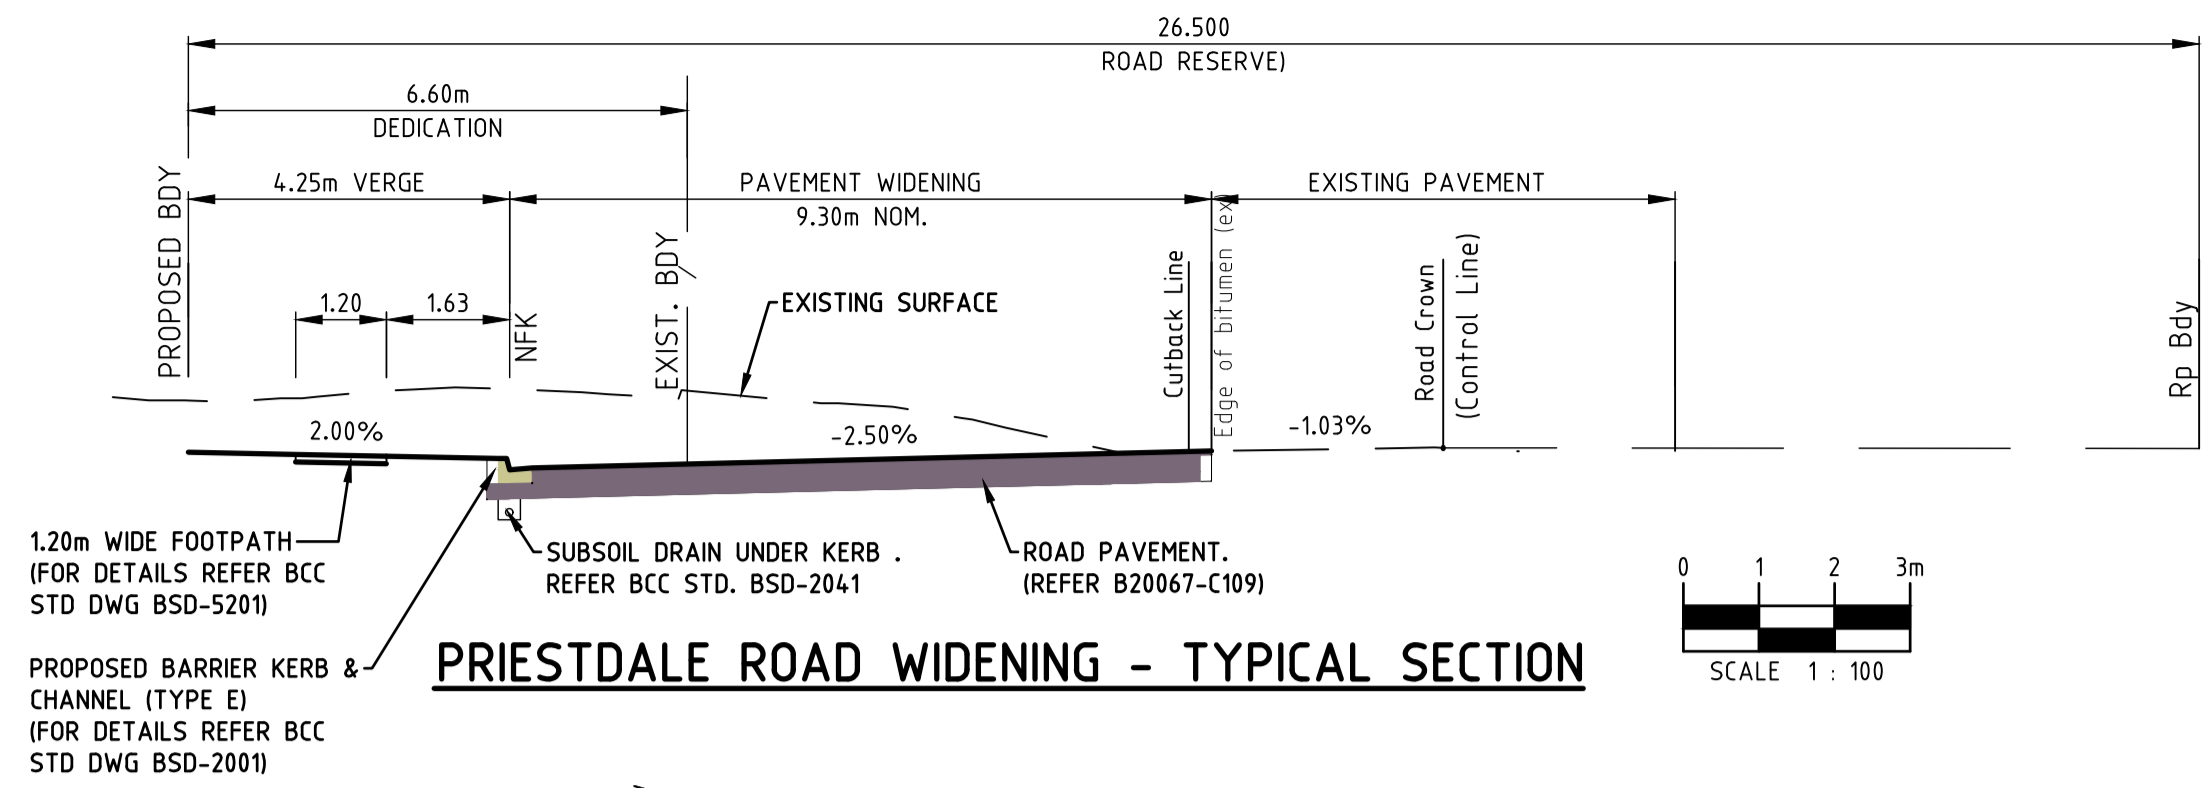 26.500
ROAD RESERVE)
6.60m
DEDICATION
4.25m VERGE
PAVEMENT WIDENING
9.30m NOM.
EXISTING PAVEMENT
PROPOSED BDY
1.20
1.63
NFK
EXIST. BDY
EXISTING SURFACE
Cutback Line
Edge of bitumen (ex)
Road Crown
(Control Line)
Rp Bdy
2.00%
-2.50%
-1.03%
1.20m WIDE FOOTPATH
(FOR DETAILS REFER BCC
STD DWG BSD-5201)
SUBSOIL DRAIN UNDER KERB .
REFER BCC STD. BSD-2041
ROAD PAVEMENT.
(REFER B20067-C109)
PROPOSED BARRIER KERB &
CHANNEL (TYPE E)
(FOR DETAILS REFER BCC
STD DWG BSD-2001)
PRIESTDALE ROAD WIDENING - TYPICAL SECTION
0 1 2 3m
SCALE 1 : 100